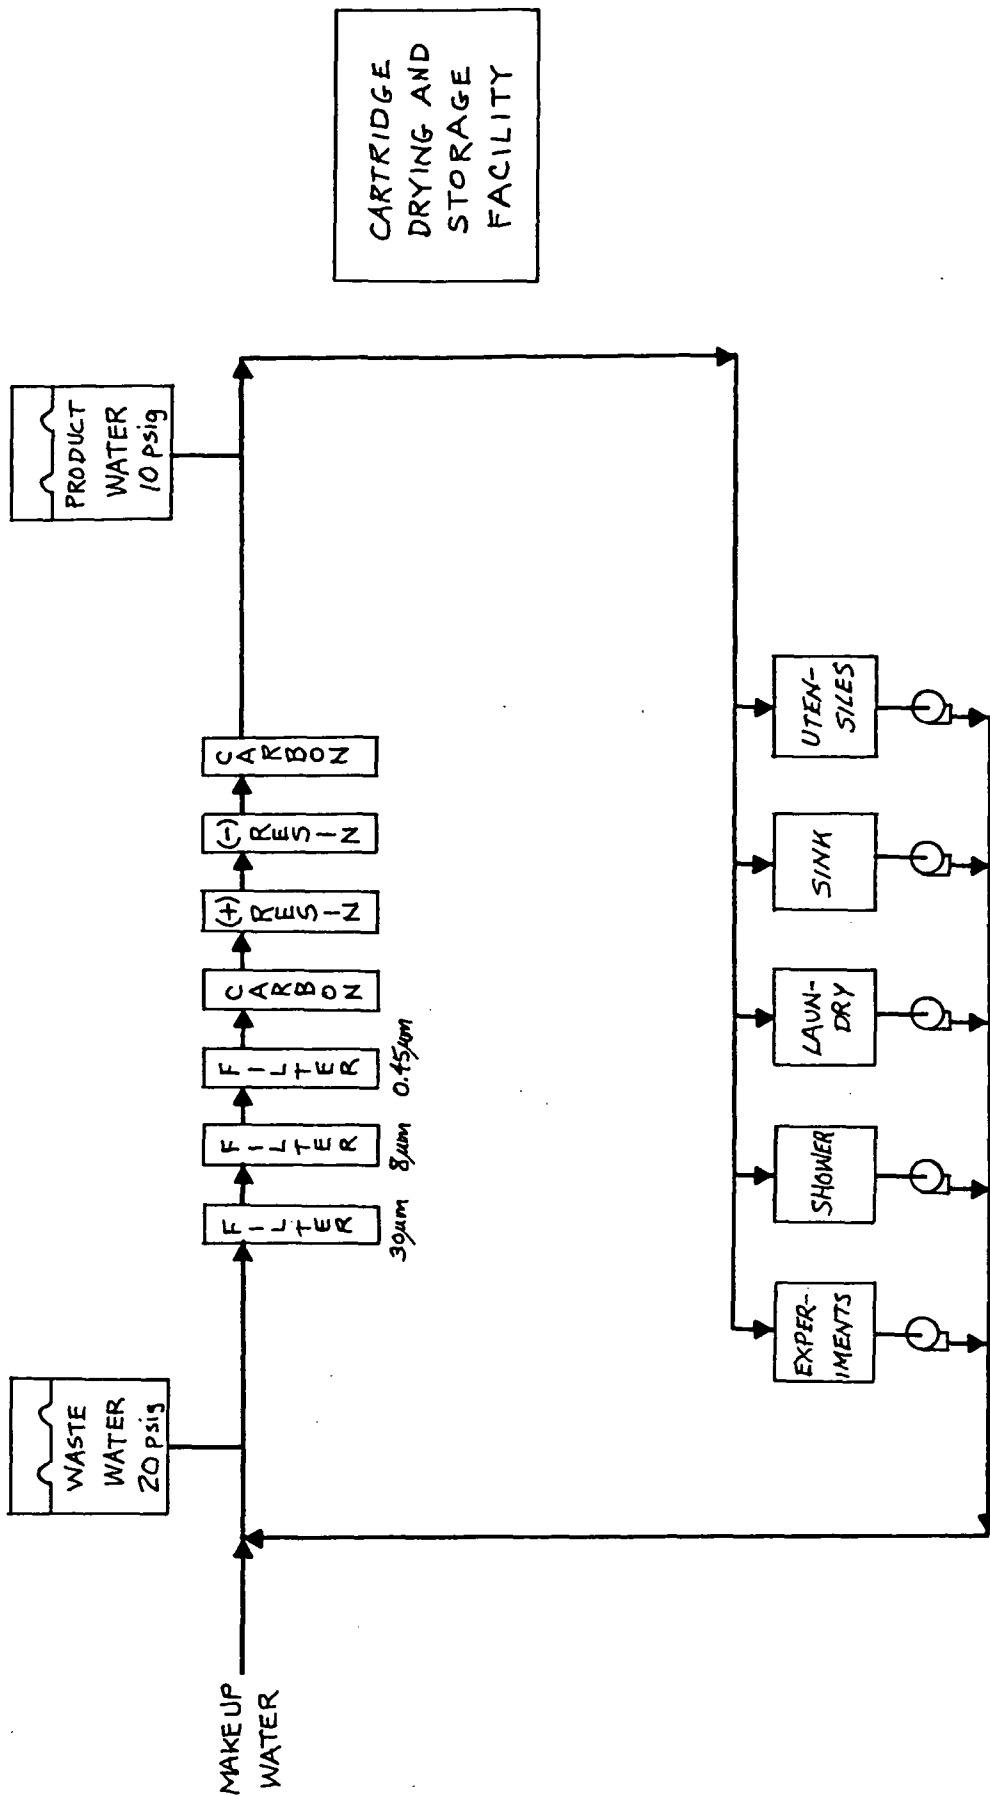 MAKEUP
WATER
WASTE
WATER
20 psig
FILTER
30µm
FILTER
8µm
FILTER
0.45µm
CARBON
(+)
RESIN
(-)
RESIN
CARBON
PRODUCT
WATER
10 psig
CARTRIDGE
DRYING AND
STORAGE
FACILITY
EXPER-
IMENTS
SHOWER
LAUN-
DRY
SINK
UTEN-
SILES